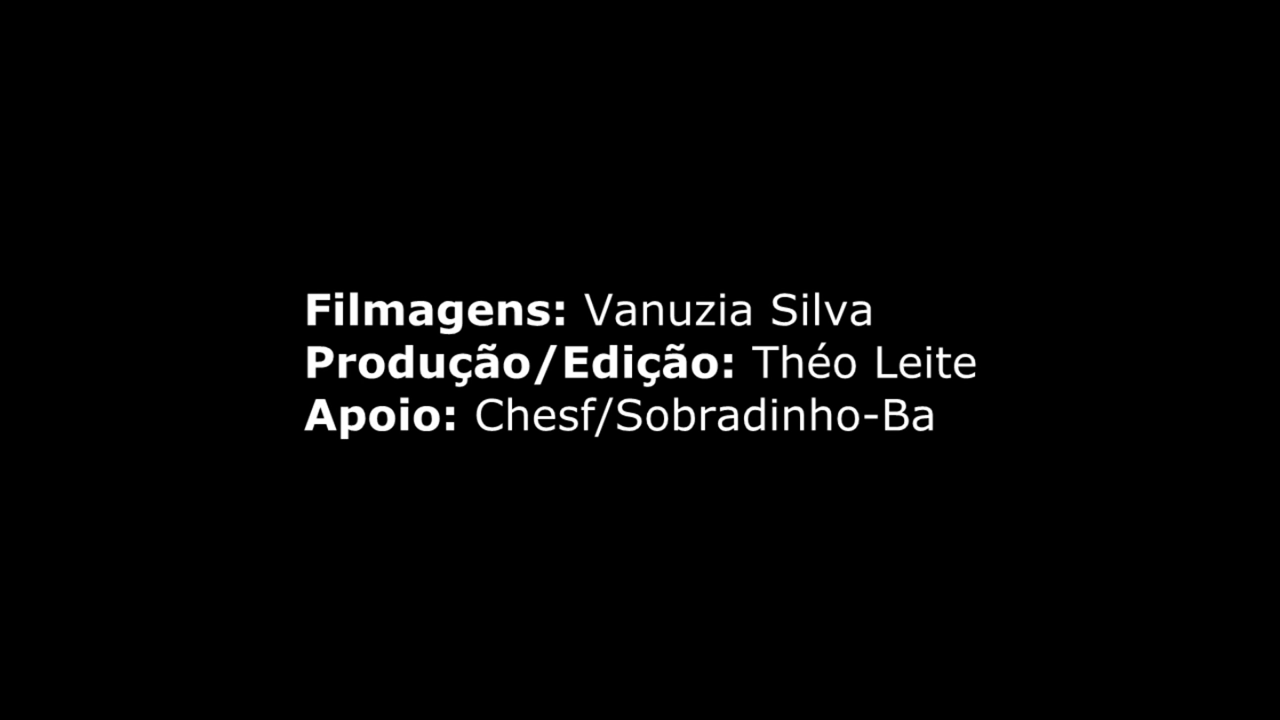 Filmagens: Vanuzia Silva
Produção/Edição: Théo Leite
Apoio: Chesf/Sobradinho-Ba